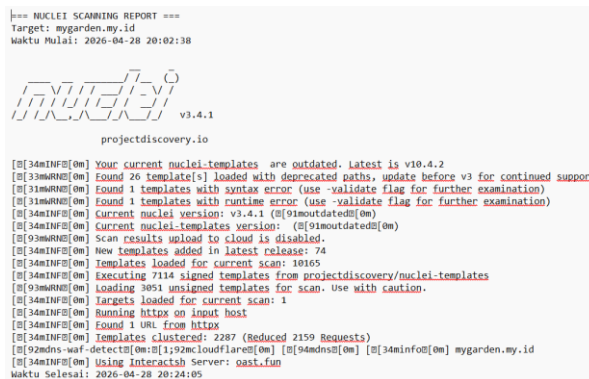 === NUCLEI SCANNING REPORT ===
Target: mygarden.my.id
Waktu Mulai: 2026-04-28 20:02:38
v3.4.1
projectdiscovery.io
[[34mINF[0m] Your current nuclei-templates  are outdated. Latest is v10.4.2
[[33mWRN[0m] Found 26 template[s] loaded with deprecated paths, update before v3 for continued suppor
[[31mWRN[0m] Found 1 templates with syntax error (use -validate flag for further examination)
[[31mWRN[0m] Found 1 templates with runtime error (use -validate flag for further examination)
[[34mINF[0m] Current nuclei version: v3.4.1 ([91moutdated[0m)
[[34mINF[0m] Current nuclei-templates version:  ([91moutdated[0m)
[[93mWRN[0m] Scan results upload to cloud is disabled.
[[34mINF[0m] New templates added in latest release: 74
[[34mINF[0m] Templates loaded for current scan: 10165
[[34mINF[0m] Executing 7114 signed templates from projectdiscovery/nuclei-templates
[[93mWRN[0m] Loading 3051 unsigned templates for scan. Use with caution.
[[34mINF[0m] Targets loaded for current scan: 1
[[34mINF[0m] Running httpx on input host
[[34mINF[0m] Found 1 URL from httpx
[[34mINF[0m] Templates clustered: 2287 (Reduced 2159 Requests)
[[92mdns-waf-detect[0m:[1;92mcloudflare[0m] [[94mdns[0m] [[34minfo[0m] mygarden.my.id
[[34mINF[0m] Using Interactsh Server: oast.fun
Waktu Selesai: 2026-04-28 20:24:05